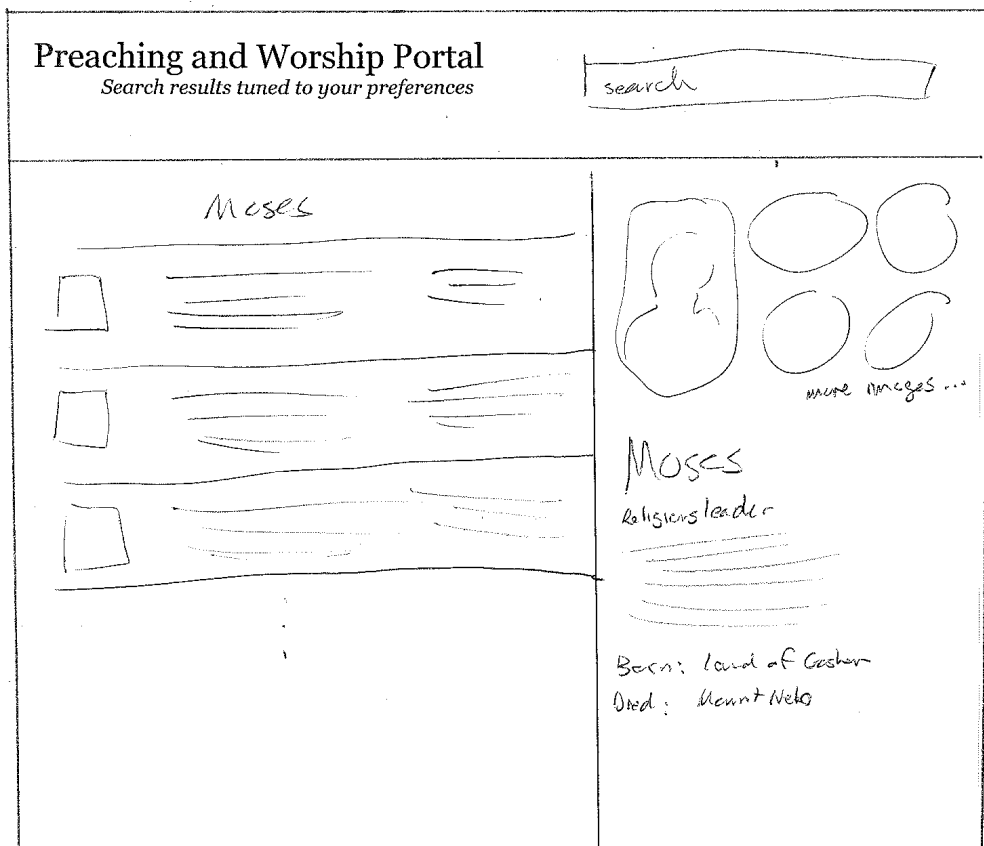 Preaching and Worship Portal
Search results tuned to your preferences
search
Moses
more images...
Moses
Religious leader
Born: land of Goshen
Died: Mount Nebo